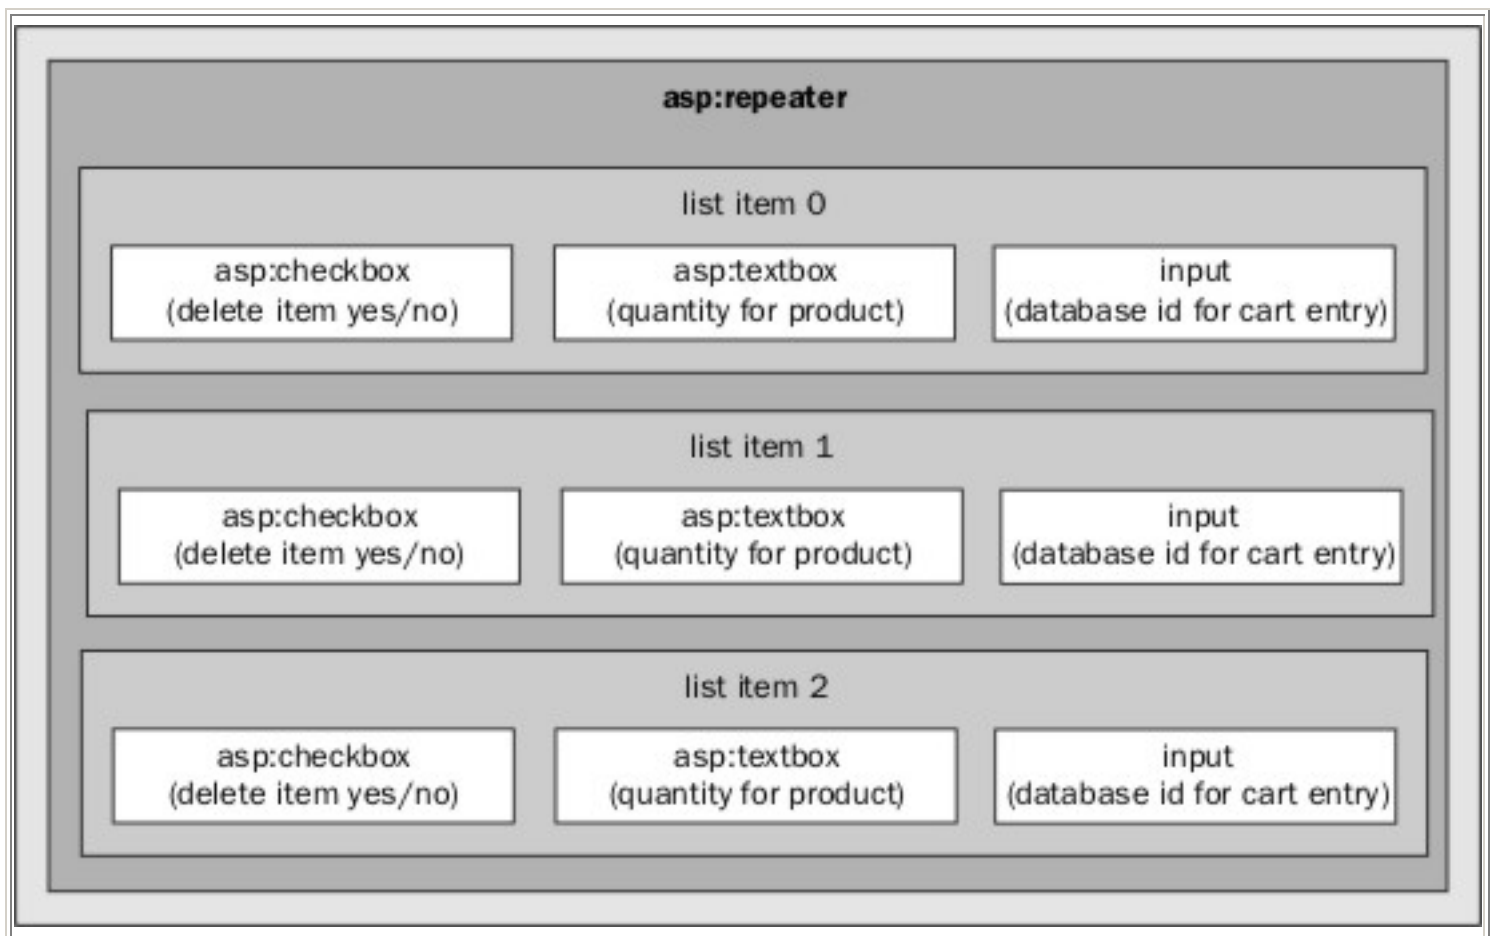 asp:repeater
list item 0
asp:checkbox
(delete item yes/no)
asp:textbox
(quantity for product)
input
(database id for cart entry)
list item 1
asp:checkbox
(delete item yes/no)
asp:textbox
(quantity for product)
input
(database id for cart entry)
list item 2
asp:checkbox
(delete item yes/no)
asp:textbox
(quantity for product)
input
(database id for cart entry)